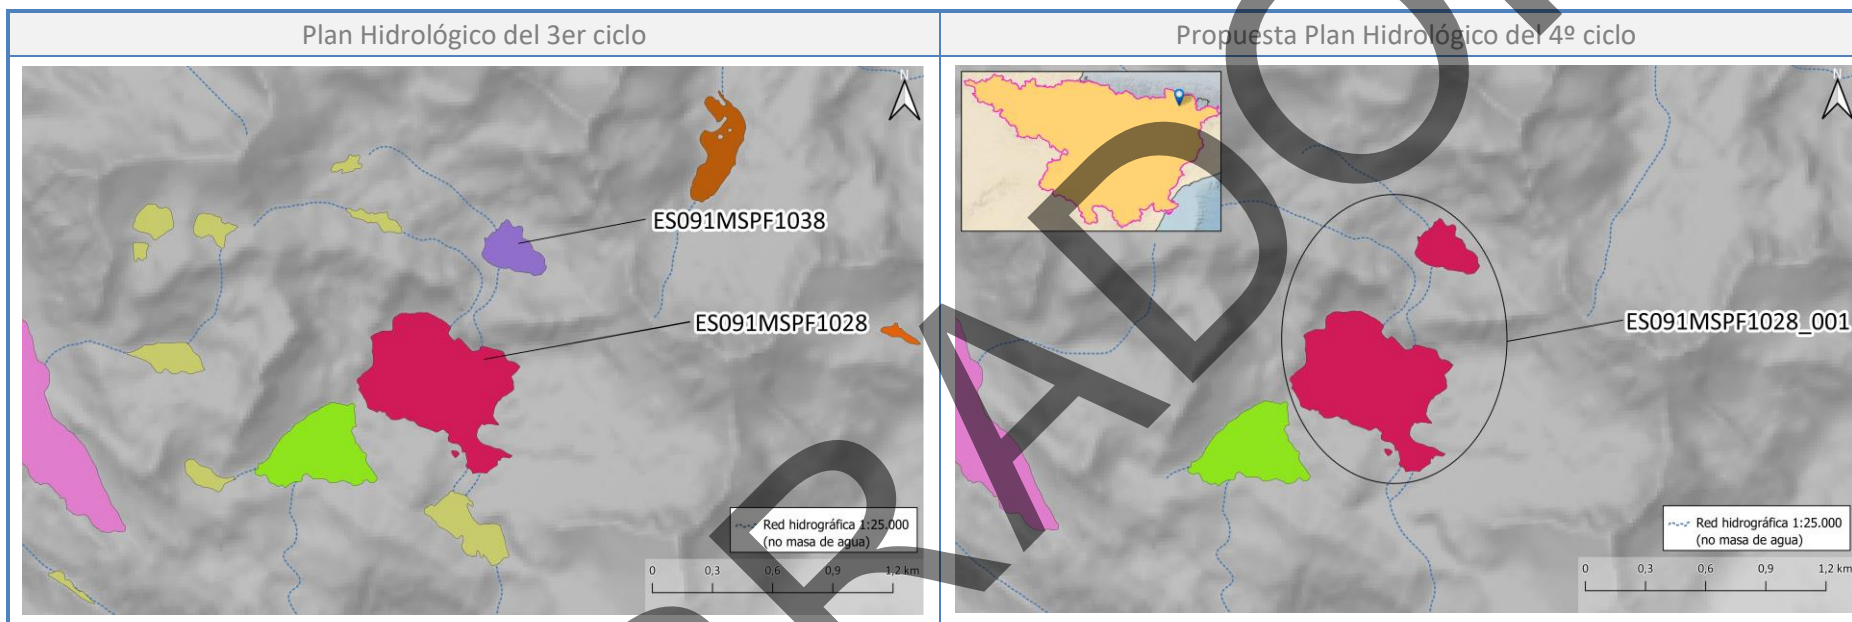 Plan Hidrológico del 3er ciclo
Propuesta Plan Hidrológico del 4º ciclo
N
ES091MSPF1038
ES091MSPF1028
Red hidrográfica 1:25.000
(no masa de agua)
0 0,3 0,6 0,9 1,2 km
N
ES091MSPF1028_001
Red hidrográfica 1:25.000
(no masa de agua)
0 0,3 0,6 0,9 1,2 km
RADO